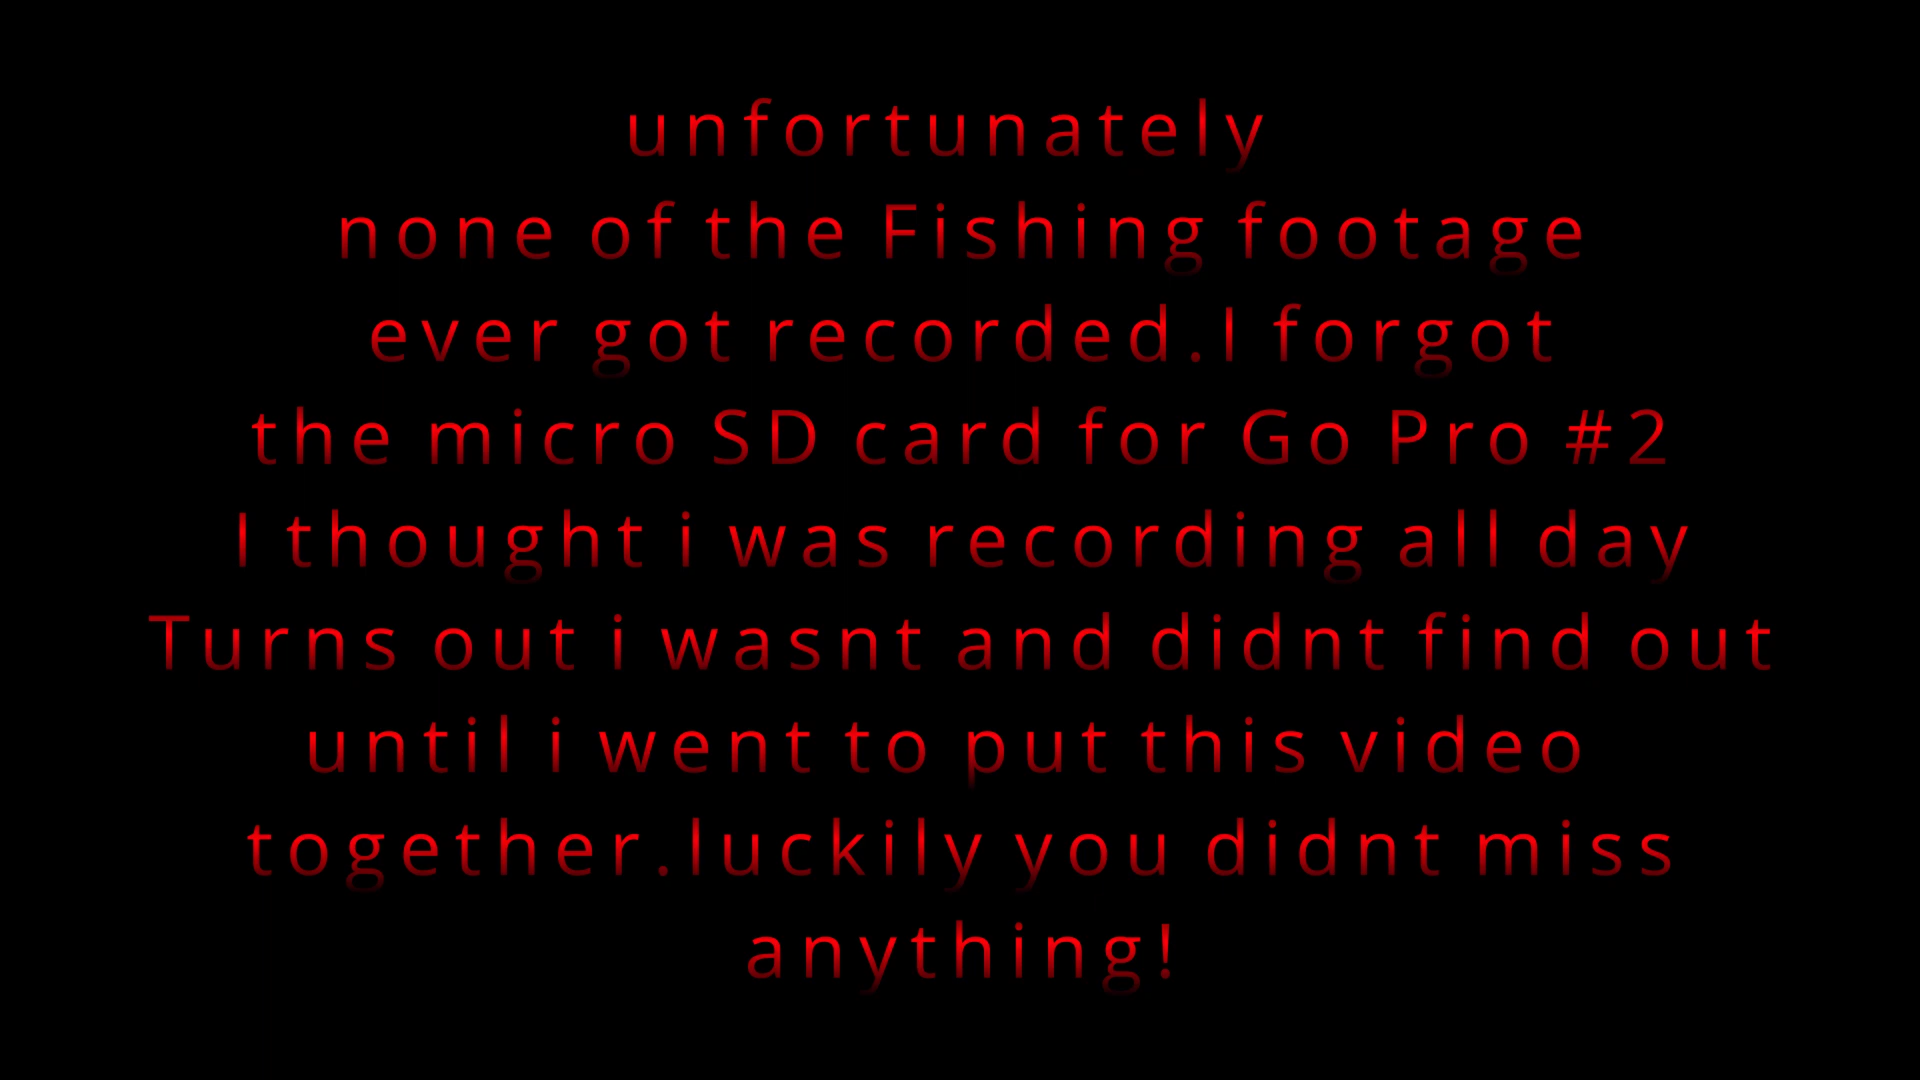 unfortunately
none of the Fishing footage
ever got recorded.I forgot
the micro SD card for Go Pro #2
I thought i was recording all day
Turns out i wasnt and didnt find out
until i went to put this video
together.luckily you didnt miss
anything!